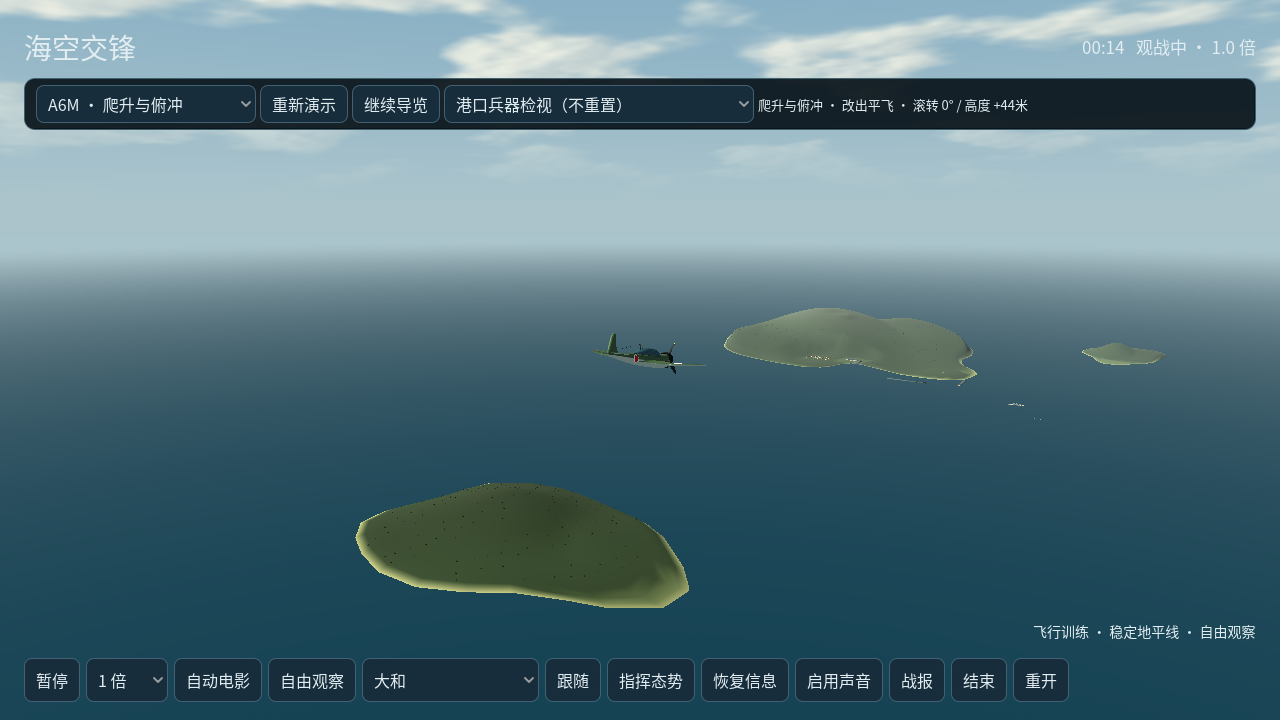 海空交锋
00:14 观战中 · 1.0 倍
A6M · 爬升与俯冲
重新演示
继续导览
港口兵器检视（不重置）
爬升与俯冲 · 改出平飞 · 滚转 0° / 高度 +44米
飞行训练 · 稳定地平线 · 自由观察
暂停
1 倍
自动电影
自由观察
大和
跟随
指挥态势
恢复信息
启用声音
战报
结束
重开